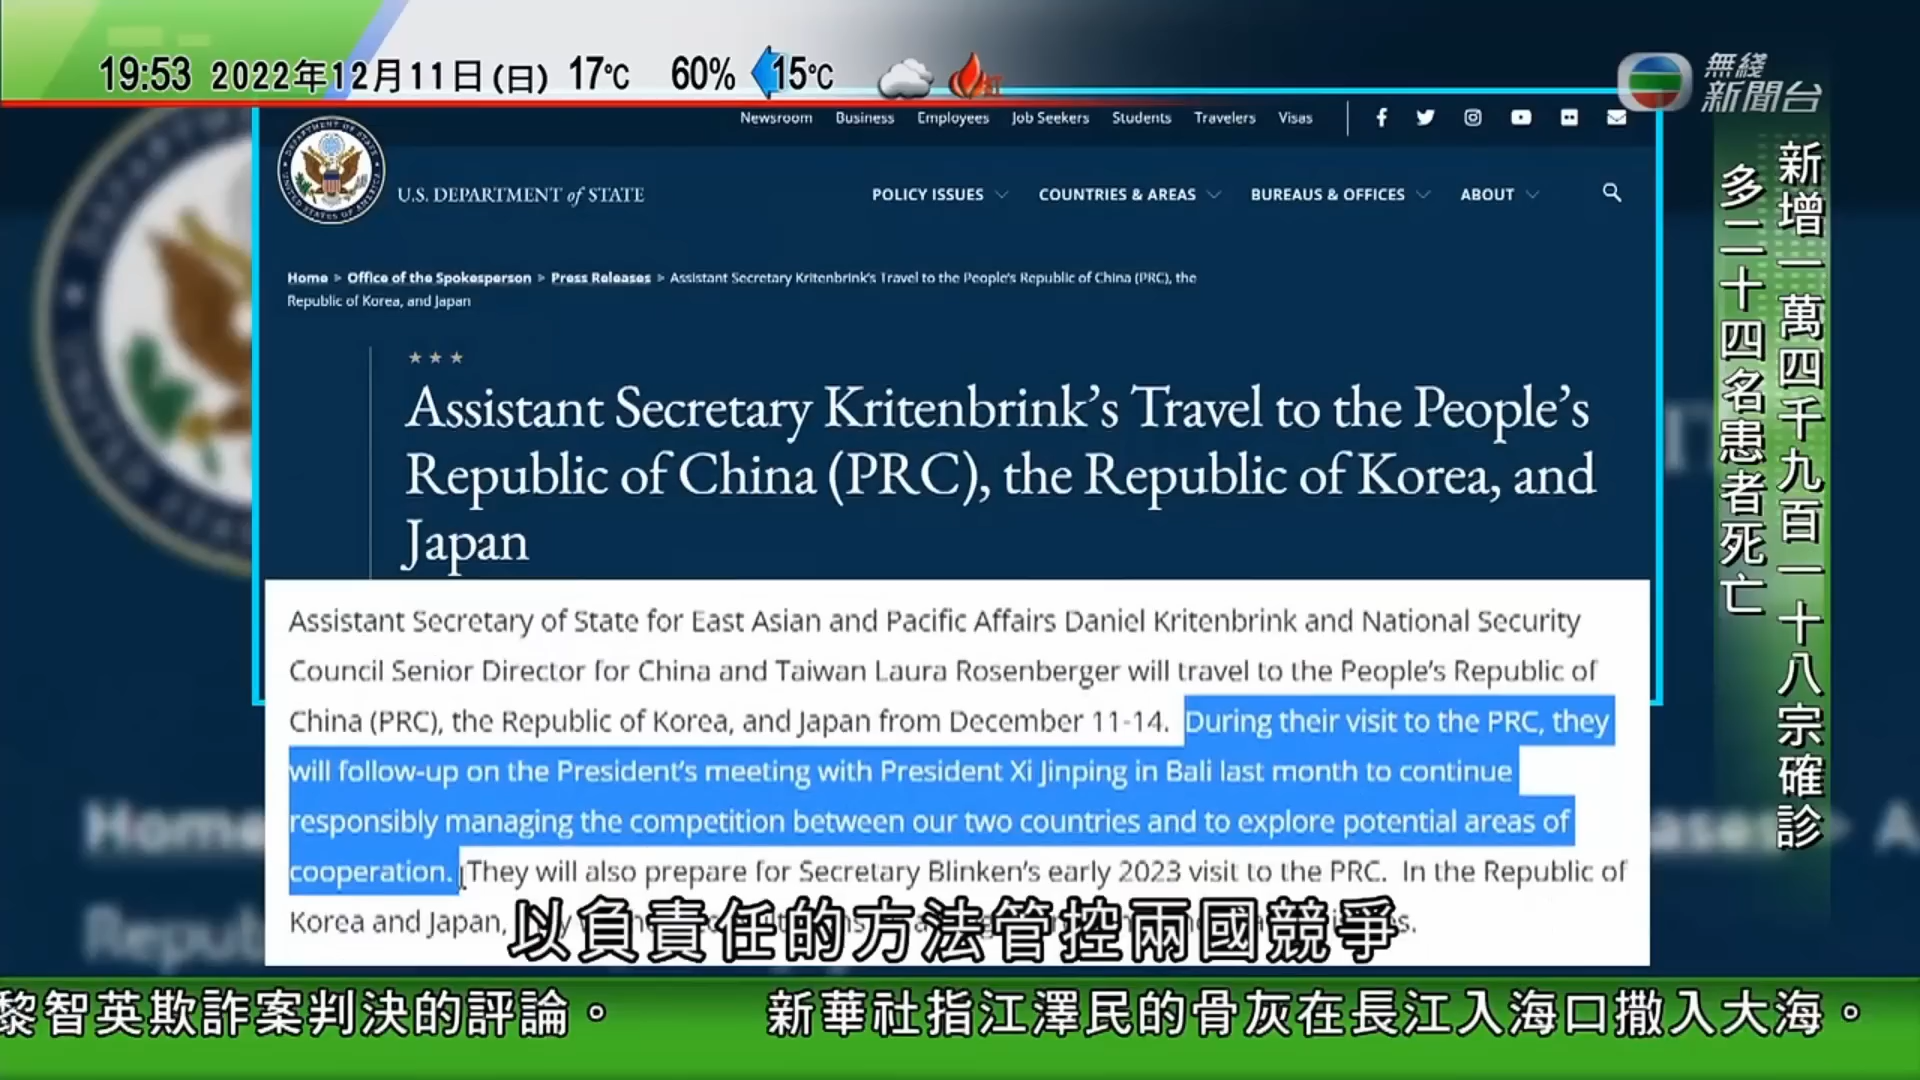 19:53 2022年12月11日(日) 17℃ 60% 15℃
無綫
新聞台
Newsroom Business Employees Job Seekers Students Travelers Visas
U.S. DEPARTMENT of STATE
POLICY ISSUES COUNTRIES & AREAS BUREAUS & OFFICES ABOUT
Home > Office of the Spokesperson > Press Releases > Assistant Secretary Kritenbrink's Travel to the People's Republic of China (PRC), the
Republic of Korea, and Japan
Assistant Secretary Kritenbrink's Travel to the People's
Republic of China (PRC), the Republic of Korea, and
Japan
Assistant Secretary of State for East Asian and Pacific Affairs Daniel Kritenbrink and National Security
Council Senior Director for China and Taiwan Laura Rosenberger will travel to the People's Republic of
China (PRC), the Republic of Korea, and Japan from December 11-14. During their visit to the PRC, they
will follow-up on the President's meeting with President Xi Jinping in Bali last month to continue
responsibly managing the competition between our two countries and to explore potential areas of
cooperation. They will also prepare for Secretary Blinken's early 2023 visit to the PRC. In the Republic of
Korea and Japan,
以負責任的方法管控兩國競爭
新增一萬四千九百一十八宗確診
多二十四名患者死亡
黎智英欺詐案判決的評論。 新華社指江澤民的骨灰在長江入海口撒入大海。